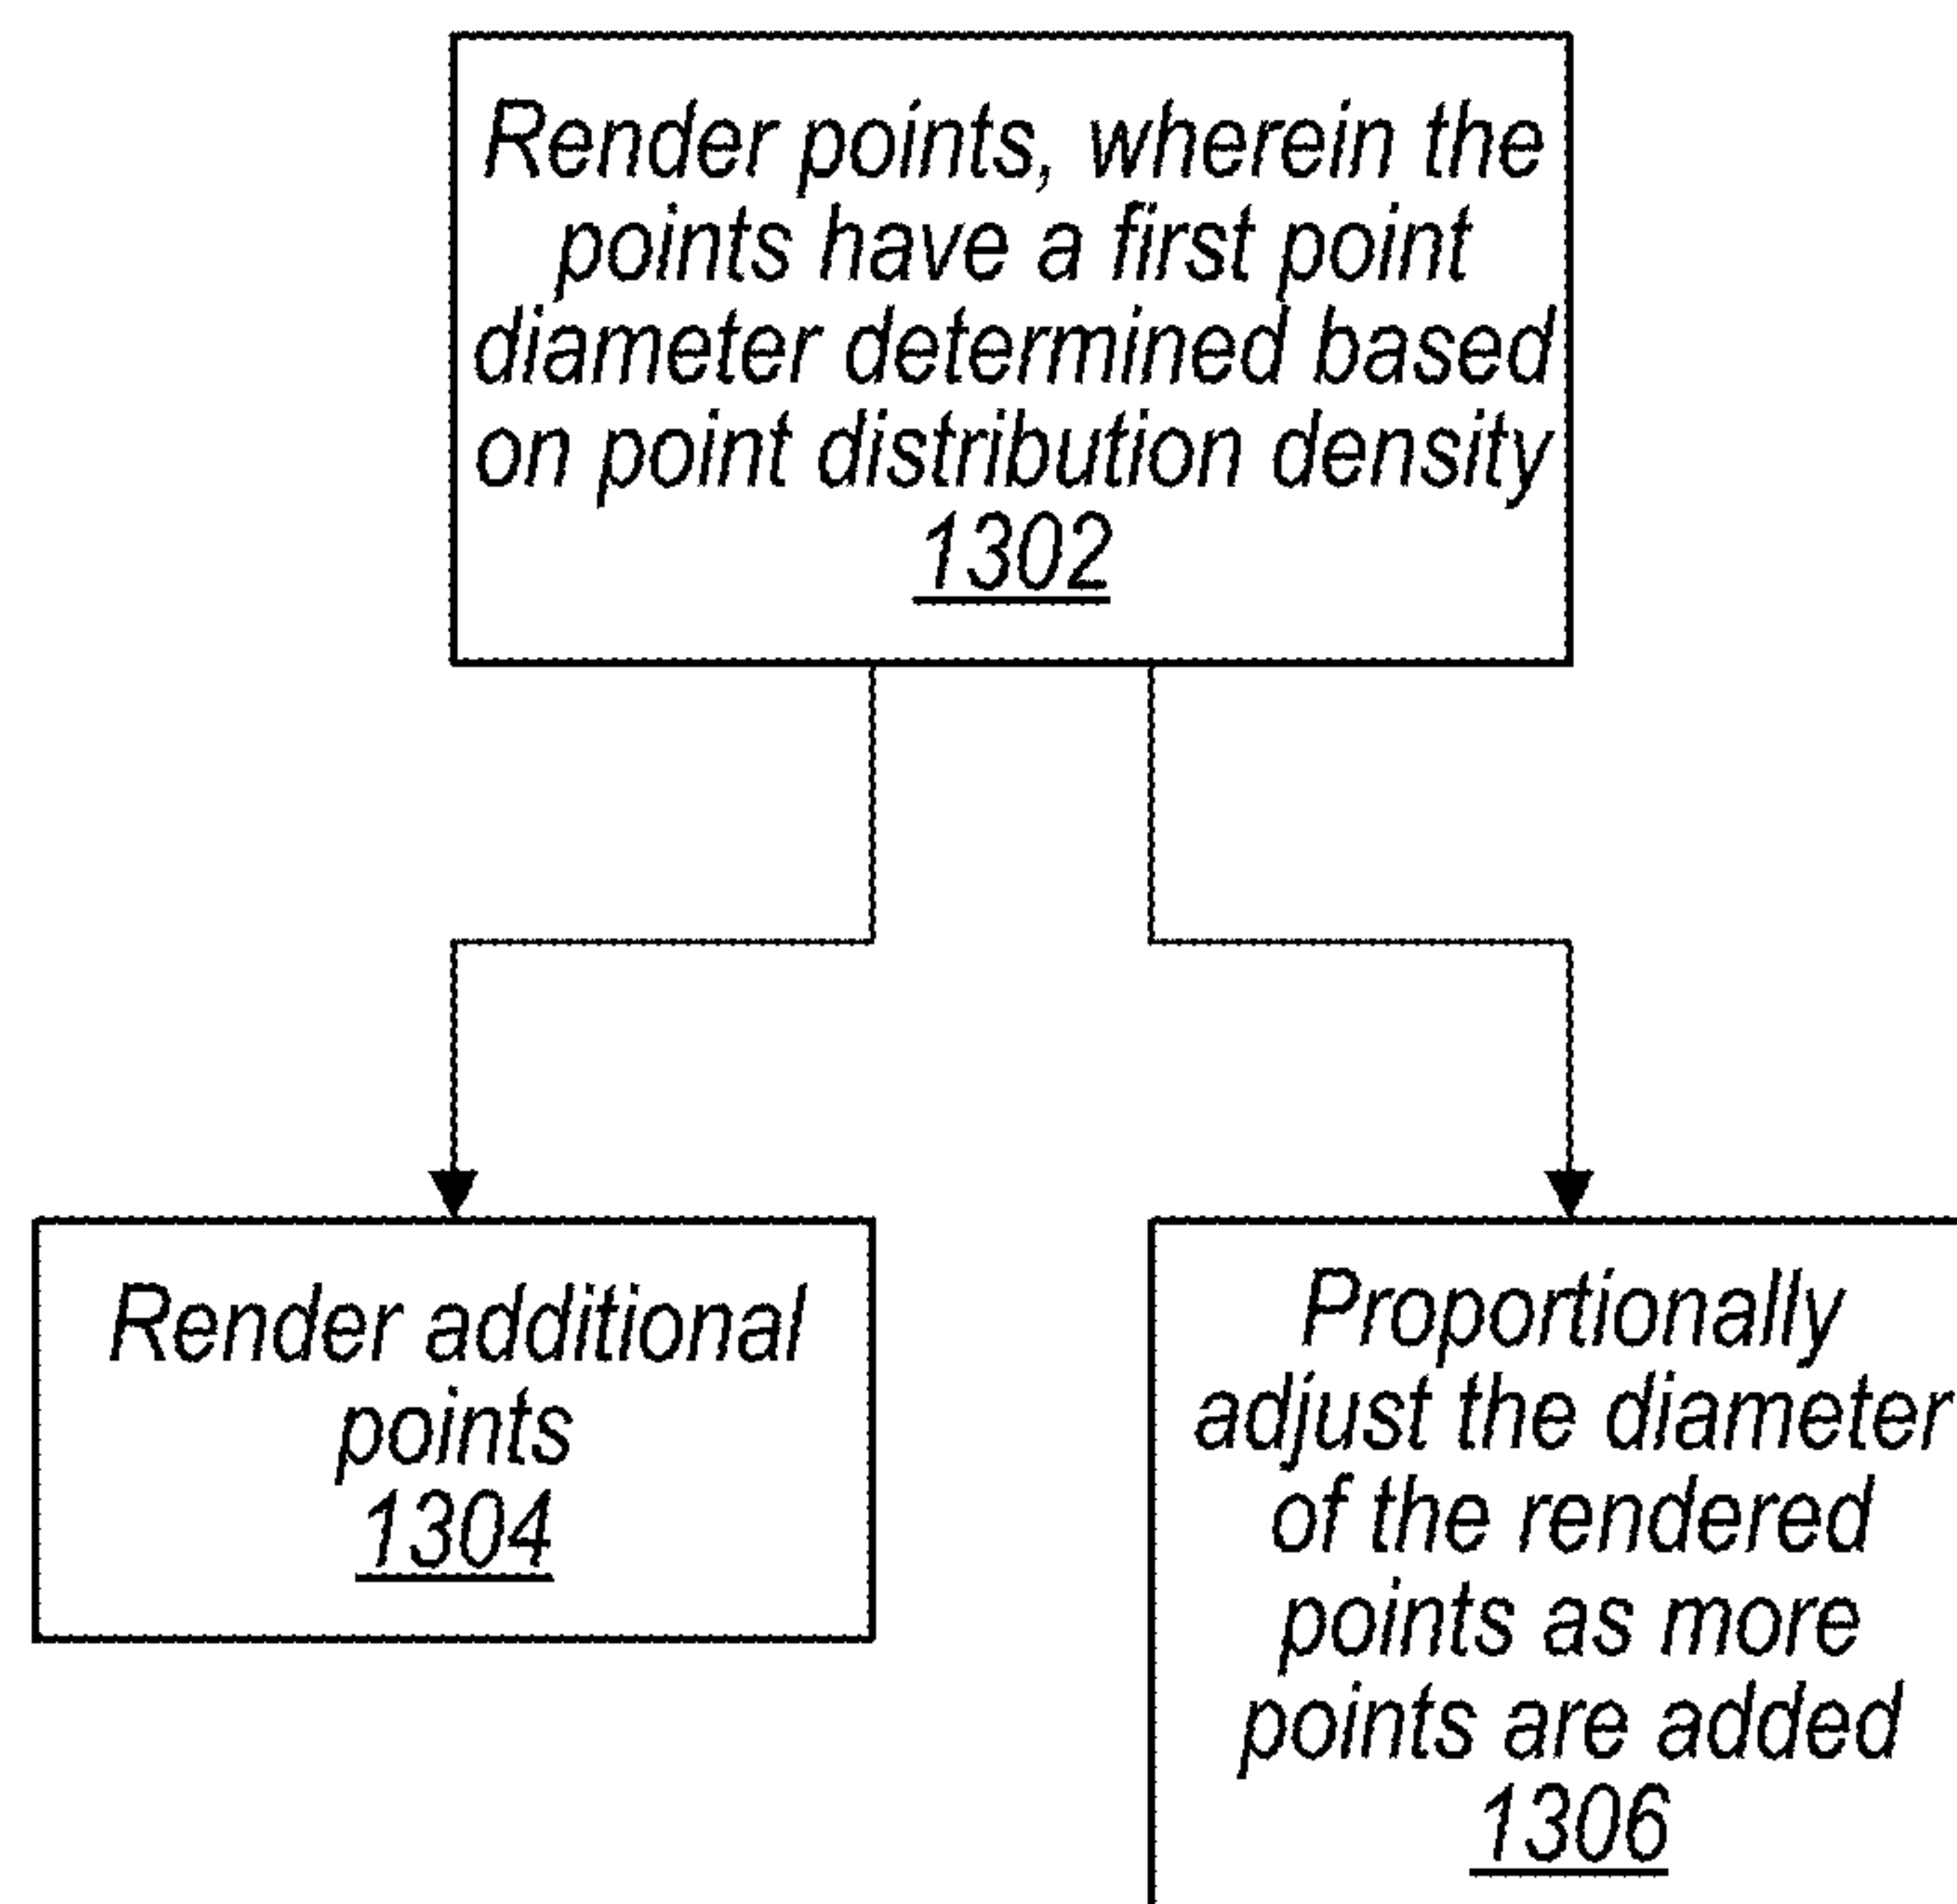 Render points, wherein the
points have a first point
diameter determined based
on point distribution density
1302
Render additional
points
1304
Proportionally
adjust the diameter
of the rendered
points as more
points are added
1306